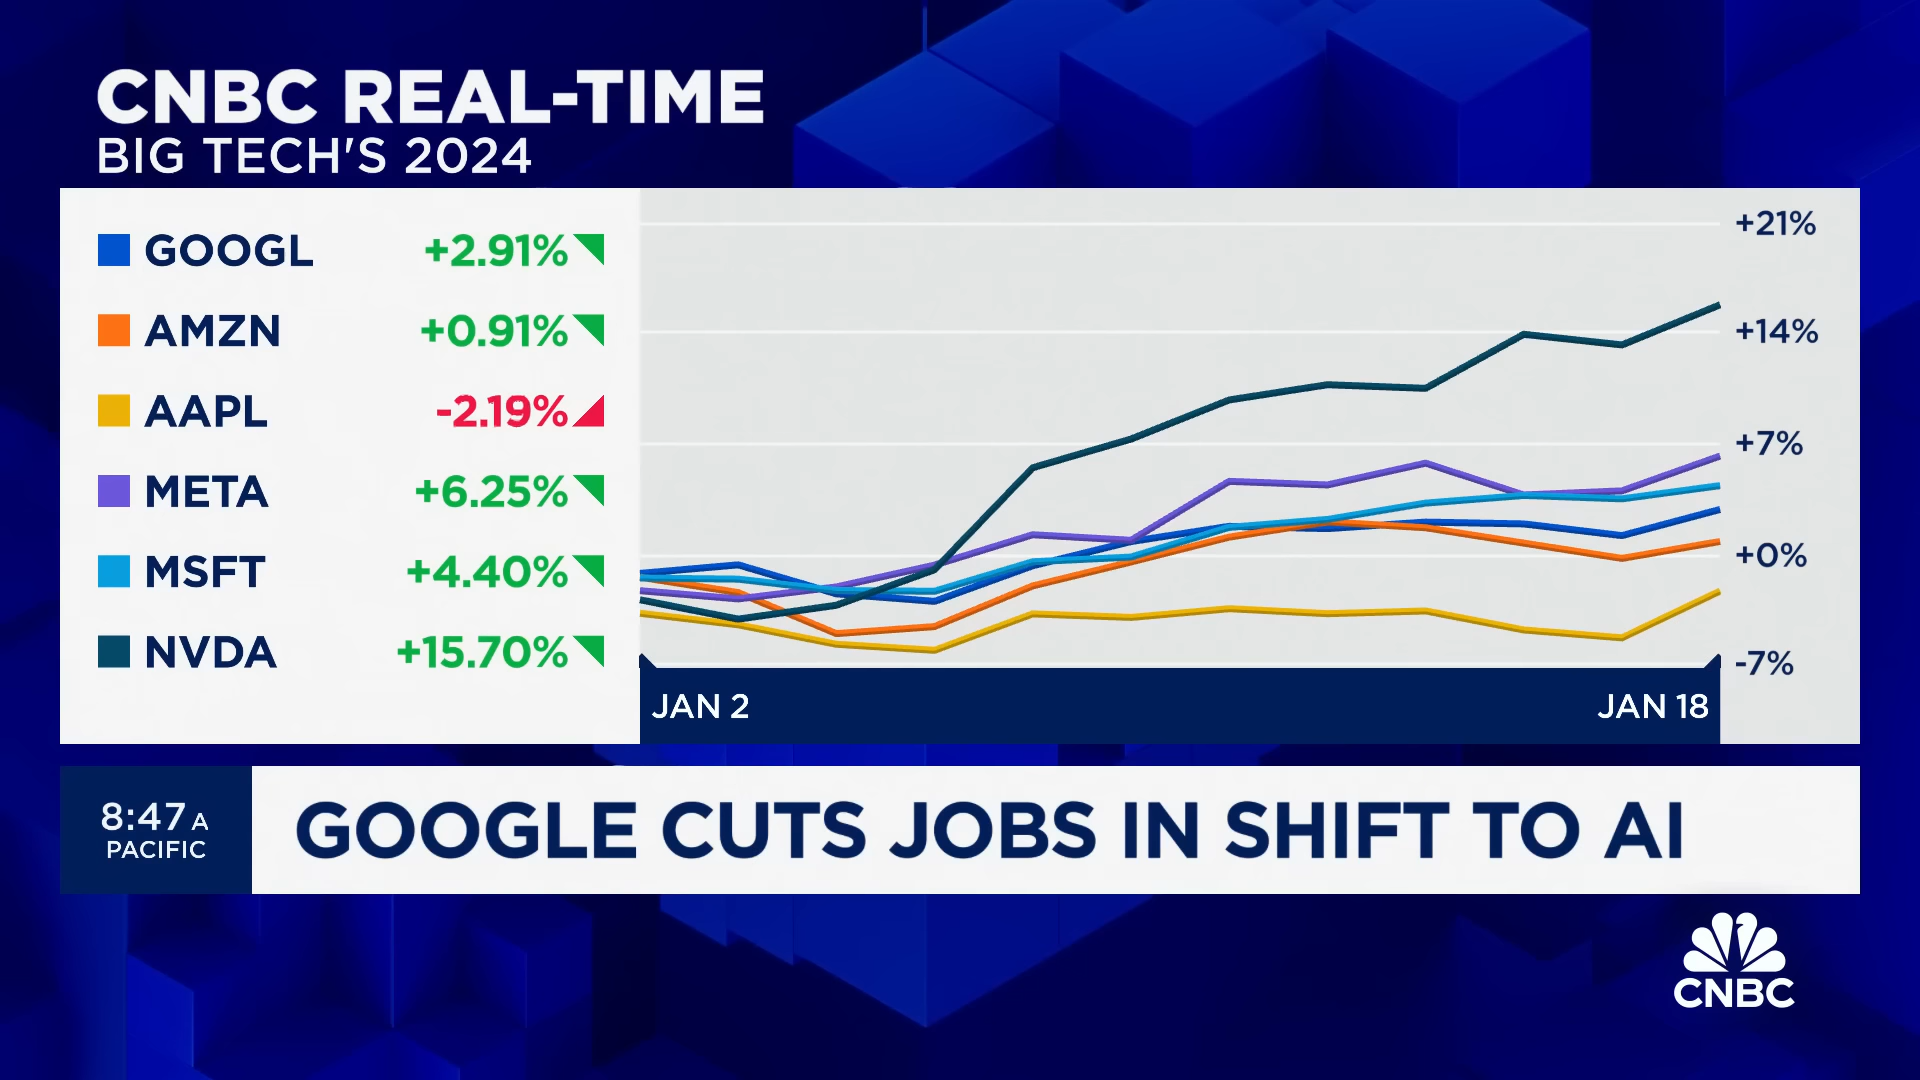 CNBC REAL-TIME
BIG TECH'S 2024
GOOGL +2.91%
AMZN +0.91%
AAPL -2.19%
META +6.25%
MSFT +4.40%
NVDA +15.70%
+21%
+14%
+7%
+0%
-7%
JAN 2 JAN 18
8:47 A
PACIFIC
GOOGLE CUTS JOBS IN SHIFT TO AI
CNBC